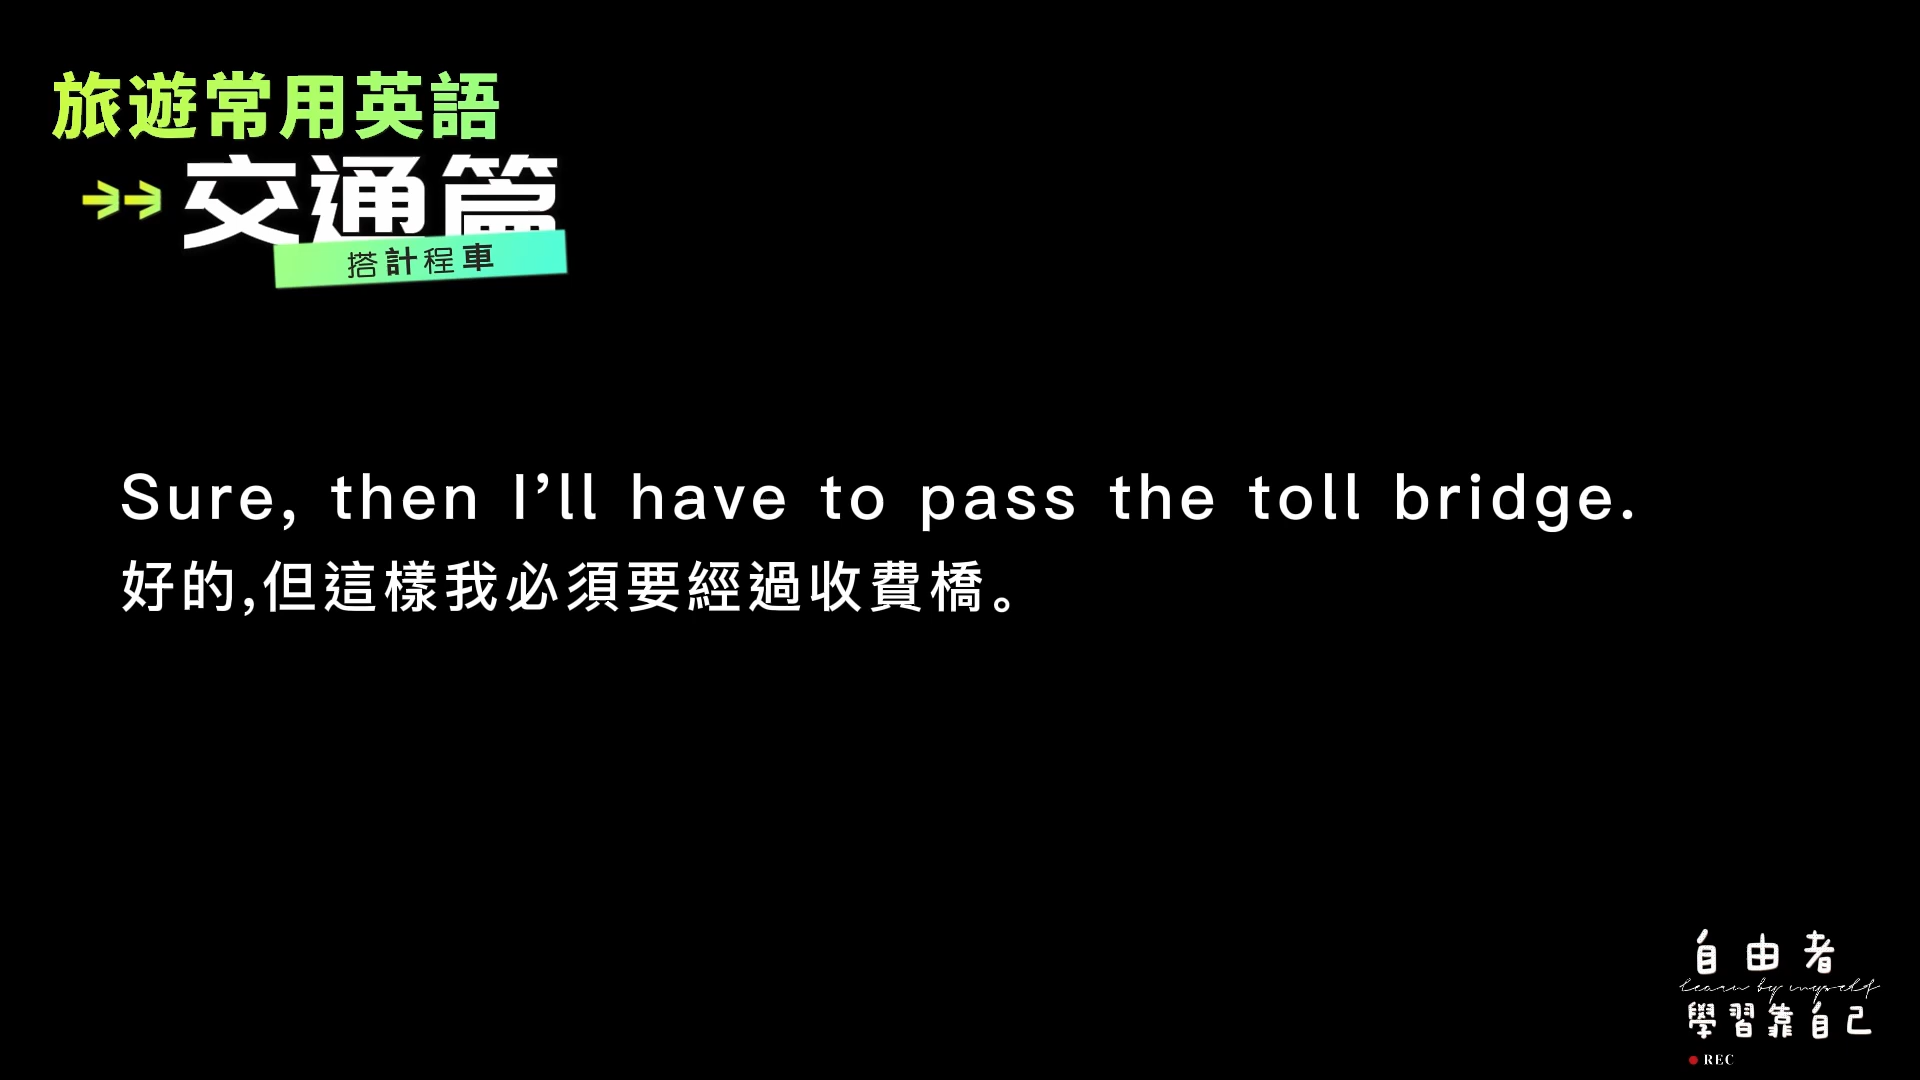 旅遊常用英語
交通篇
搭計程車
Sure, then I’ll have to pass the toll bridge.
好的,但這樣我必須要經過收費橋。
自由者
learn by myself
學習靠自己
REC